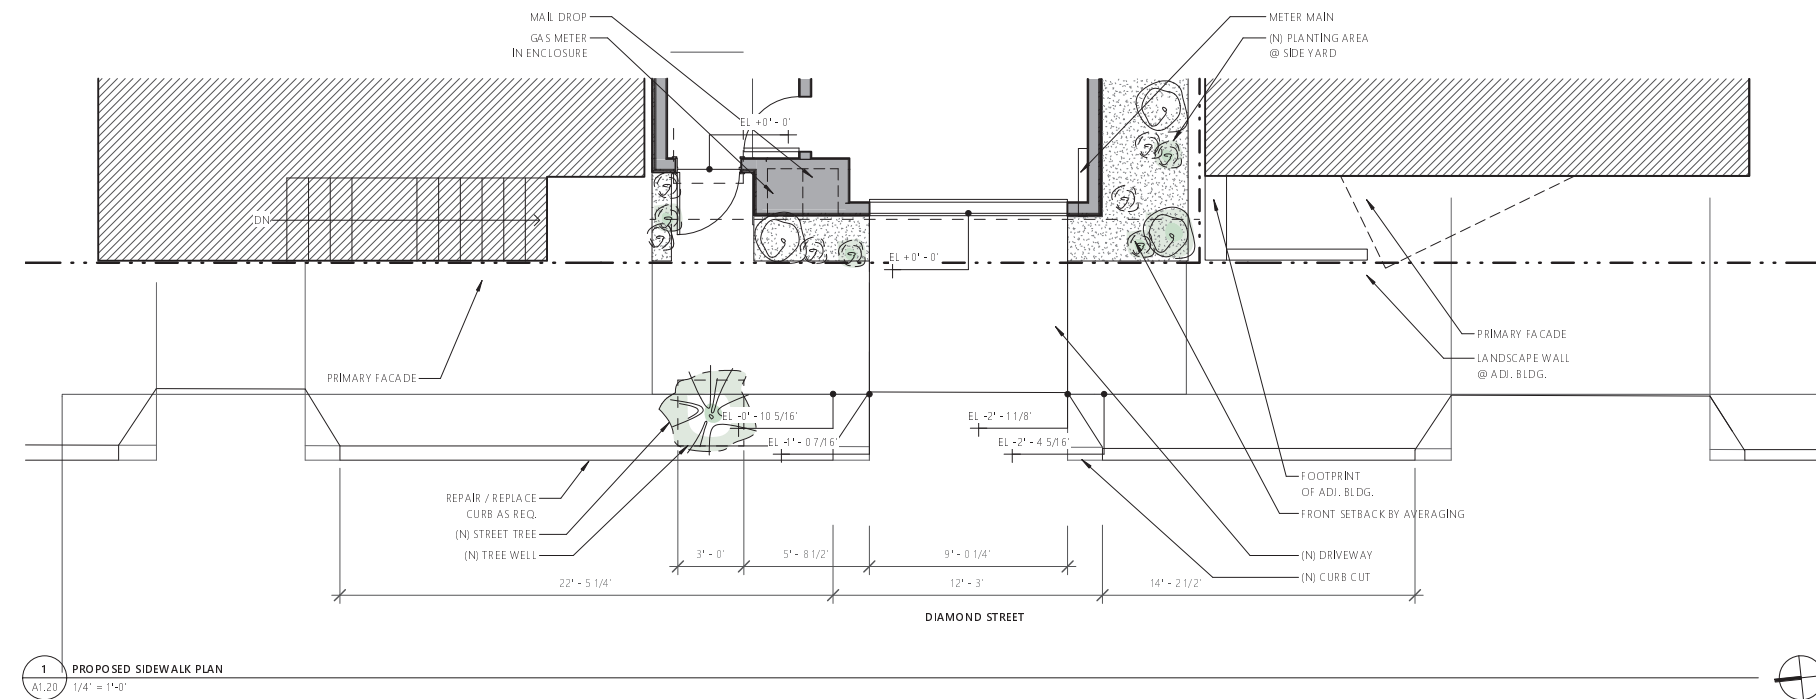 MAIL DROP
GAS METER
IN ENCLOSURE
METER MAIN
(N) PLANTING AREA
@ SIDE YARD
EL +0' - 0'
DN
EL +0' - 0'
PRIMARY FACADE
LANDSCAPE WALL
@ ADJ. BLDG.
PRIMARY FACADE
EL -0' - 10 5/16'
EL -2' - 1 1/8'
EL -1' - 0 7/16'
EL -2' - 4 5/16'
REPAIR / REPLACE
CURB AS REQ.
(N) STREET TREE
(N) TREE WELL
FOOTPRINT
OF ADJ. BLDG.
FRONT SETBACK BY AVERAGING
(N) DRIVEWAY
(N) CURB CUT
3' - 0'
5' - 8 1/2'
9' - 0 1/4'
22' - 5 1/4'
12' - 3'
14' - 2 1/2'
DIAMOND STREET
1
PROPOSED SIDEWALK PLAN
A1.20
1/4' = 1'-0'